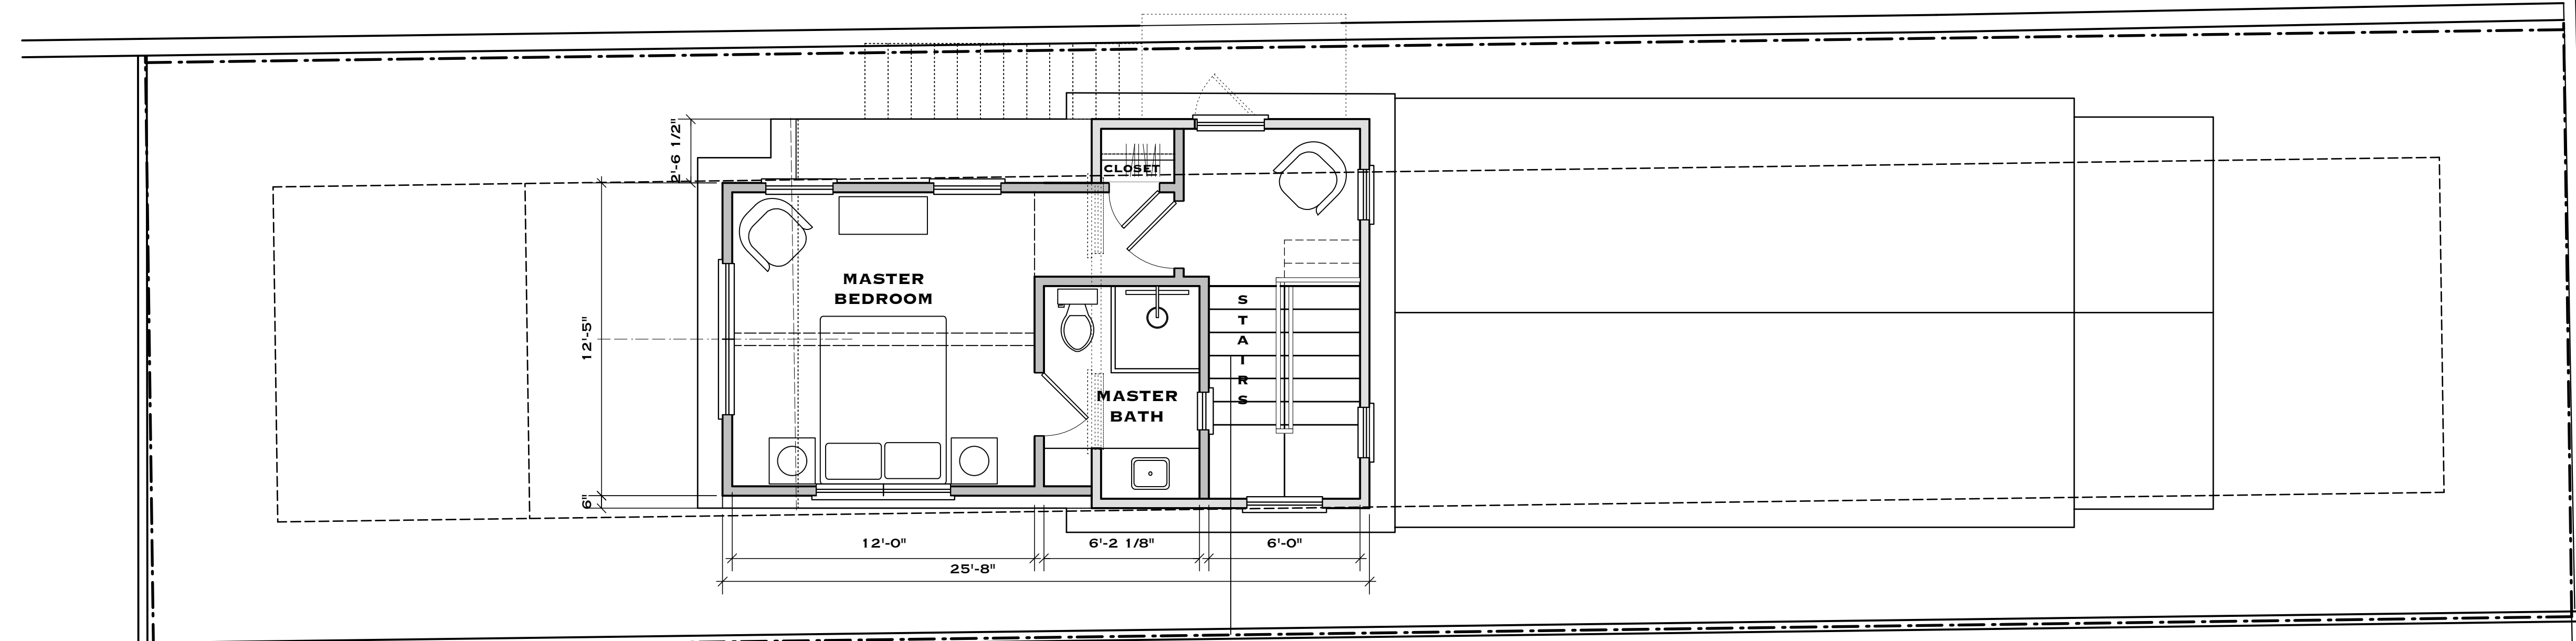 2'-6 1/2"
CLOSET
MASTER
BEDROOM
12'-5"
S
T
A
I
R
S
MASTER
BATH
6"
12'-0"
6'-2 1/8"
6'-0"
25'-8"